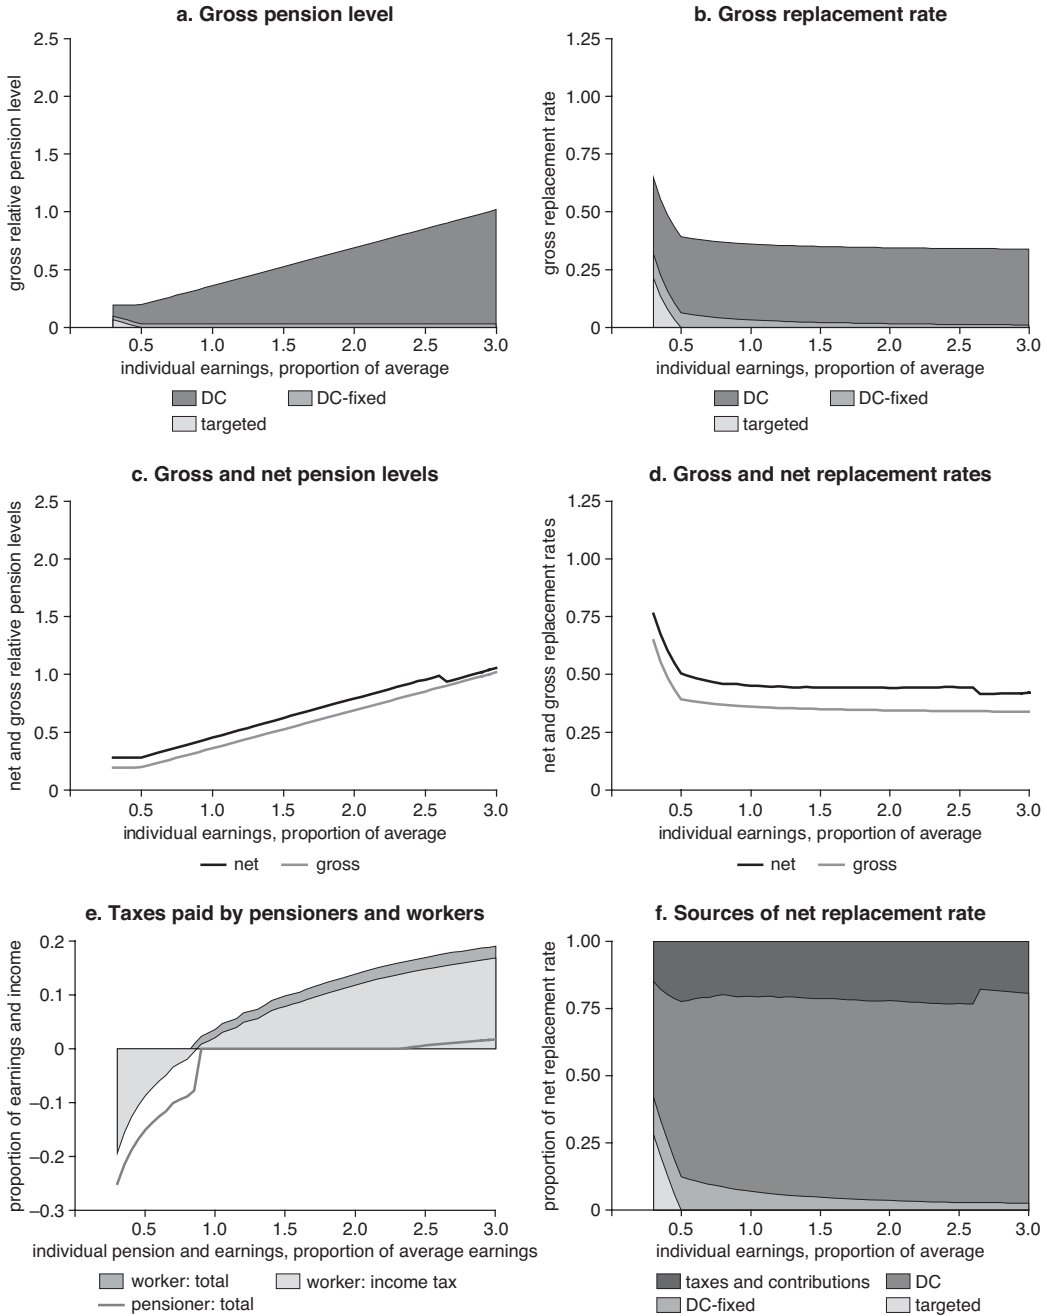 a. Gross pension level
gross relative pension level
2.5
2.0
1.5
1.0
0.5
0
0.5 1.0 1.5 2.0 2.5 3.0
individual earnings, proportion of average
DC DC-fixed
targeted
b. Gross replacement rate
gross replacement rate
1.25
1.00
0.75
0.50
0.25
0
0.5 1.0 1.5 2.0 2.5 3.0
individual earnings, proportion of average
DC DC-fixed
targeted
c. Gross and net pension levels
net and gross relative pension levels
2.5
2.0
1.5
1.0
0.5
0
0.5 1.0 1.5 2.0 2.5 3.0
individual earnings, proportion of average
net gross
d. Gross and net replacement rates
net and gross replacement rates
1.25
1.00
0.75
0.50
0.25
0
0.5 1.0 1.5 2.0 2.5 3.0
individual earnings, proportion of average
net gross
e. Taxes paid by pensioners and workers
proportion of earnings and income
0.2
0.1
0
–0.1
–0.2
–0.3
0.5 1.0 1.5 2.0 2.5 3.0
individual pension and earnings, proportion of average earnings
worker: total worker: income tax
pensioner: total
f. Sources of net replacement rate
proportion of net replacement rate
1.00
0.75
0.50
0.25
0
0.5 1.0 1.5 2.0 2.5 3.0
individual earnings, proportion of average
taxes and contributions DC
DC-fixed targeted